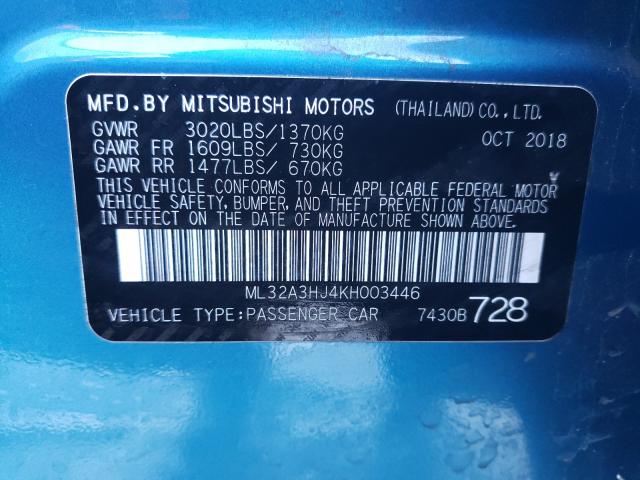 MFD.BY MITSUBISHI MOTORS (THAILAND)CO., LTD.
GVWR 3020LBS/1370KG OCT 2018
GAWR FR 1609LBS/ 730KG
GAWR RR 1477LBS/ 670KG
THIS VEHICLE CONFORMS TO ALL APPLICABLE FEDERAL MOTOR
VEHICLE SAFETY, BUMPER, AND THEFT PREVENTION STANDARDS
IN EFFECT ON THE DATE OF MANUFACTURE SHOWN ABOVE.
ML32A3HJ4KH003446
VEHICLE TYPE:PASSENGER CAR 7430B 728